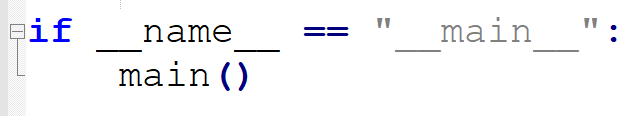 if __name__ == "__main__":
    main()